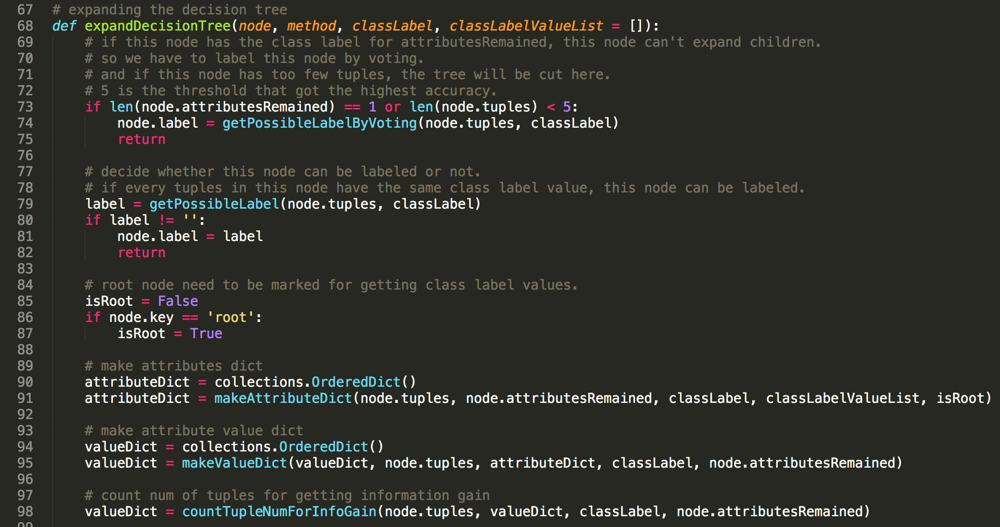 67 # expanding the decision tree
68 def expandDecisionTree(node, method, classLabel, classLabelValueList = []):
69     # if this node has the class label for attributesRemained, this node can't expand children.
70     # so we have to label this node by voting.
71     # and if this node has too few tuples, the tree will be cut here.
72     # 5 is the threshold that got the highest accuracy.
73     if len(node.attributesRemained) == 1 or len(node.tuples) < 5:
74         node.label = getPossibleLabelByVoting(node.tuples, classLabel)
75         return
76
77     # decide whether this node can be labeled or not.
78     # if every tuples in this node have the same class label value, this node can be labeled.
79     label = getPossibleLabel(node.tuples, classLabel)
80     if label != '':
81         node.label = label
82         return
83
84     # root node need to be marked for getting class label values.
85     isRoot = False
86     if node.key == 'root':
87         isRoot = True
88
89     # make attributes dict
90     attributeDict = collections.OrderedDict()
91     attributeDict = makeAttributeDict(node.tuples, node.attributesRemained, classLabel, classLabelValueList, isRoot)
92
93     # make attribute value dict
94     valueDict = collections.OrderedDict()
95     valueDict = makeValueDict(valueDict, node.tuples, attributeDict, classLabel, node.attributesRemained)
96
97     # count num of tuples for getting information gain
98     valueDict = countTupleNumForInfoGain(node.tuples, valueDict, classLabel, node.attributesRemained)
99